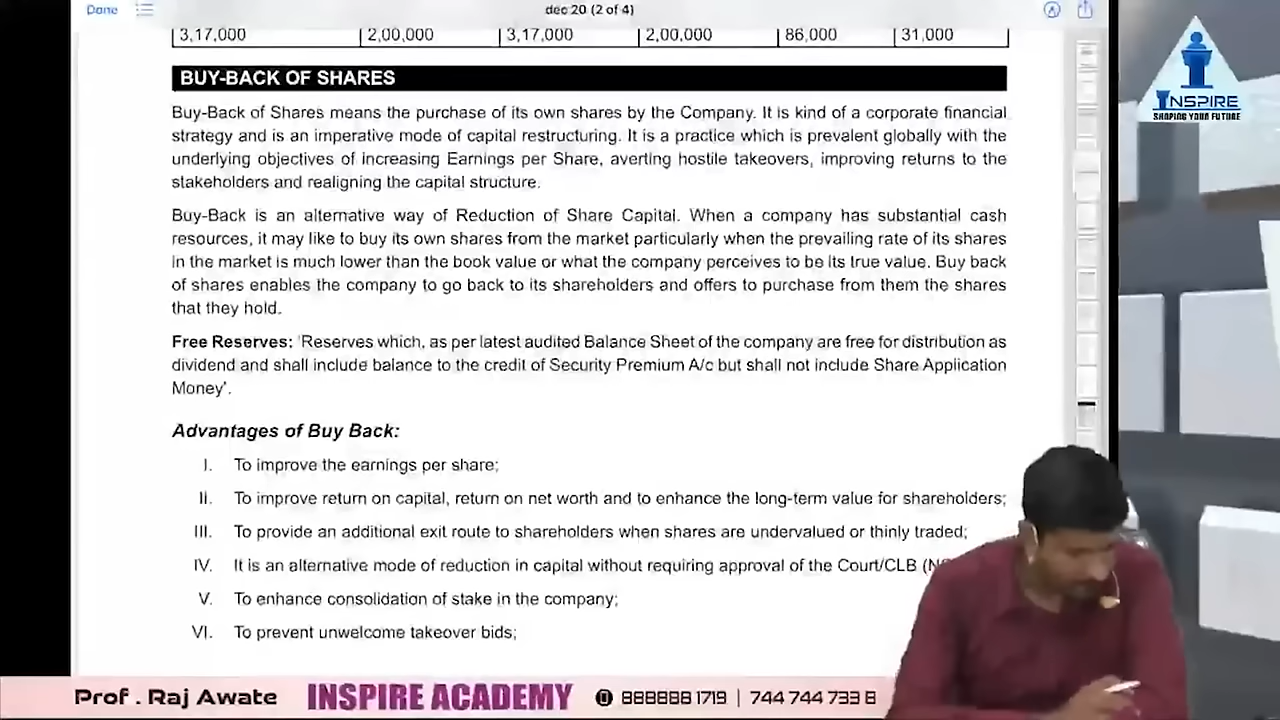 Done
dec 20 (2 of 4)
3,17,000 2,00,000 3,17,000 2,00,000 86,000 31,000
BUY-BACK OF SHARES
Buy-Back of Shares means the purchase of its own shares by the Company. It is kind of a corporate financial
strategy and is an imperative mode of capital restructuring. It is a practice which is prevalent globally with the
underlying objectives of increasing Earnings per Share, averting hostile takeovers, improving returns to the
stakeholders and realigning the capital structure.
Buy-Back is an alternative way of Reduction of Share Capital. When a company has substantial cash
resources, it may like to buy its own shares from the market particularly when the prevailing rate of its shares
in the market is much lower than the book value or what the company perceives to be its true value. Buy back
of shares enables the company to go back to its shareholders and offers to purchase from them the shares
that they hold.
Free Reserves: 'Reserves which, as per latest audited Balance Sheet of the company are free for distribution as
dividend and shall include balance to the credit of Security Premium A/c but shall not include Share Application
Money'.
Advantages of Buy Back:
I. To improve the earnings per share;
II. To improve return on capital, return on net worth and to enhance the long-term value for shareholders;
III. To provide an additional exit route to shareholders when shares are undervalued or thinly traded;
IV. It is an alternative mode of reduction in capital without requiring approval of the Court/CLB
V. To enhance consolidation of stake in the company;
VI. To prevent unwelcome takeover bids;
INSPIRE
SHAPING YOUR FUTURE
Prof . Raj Awate INSPIRE ACADEMY 888888 1719 | 744 744 733 8